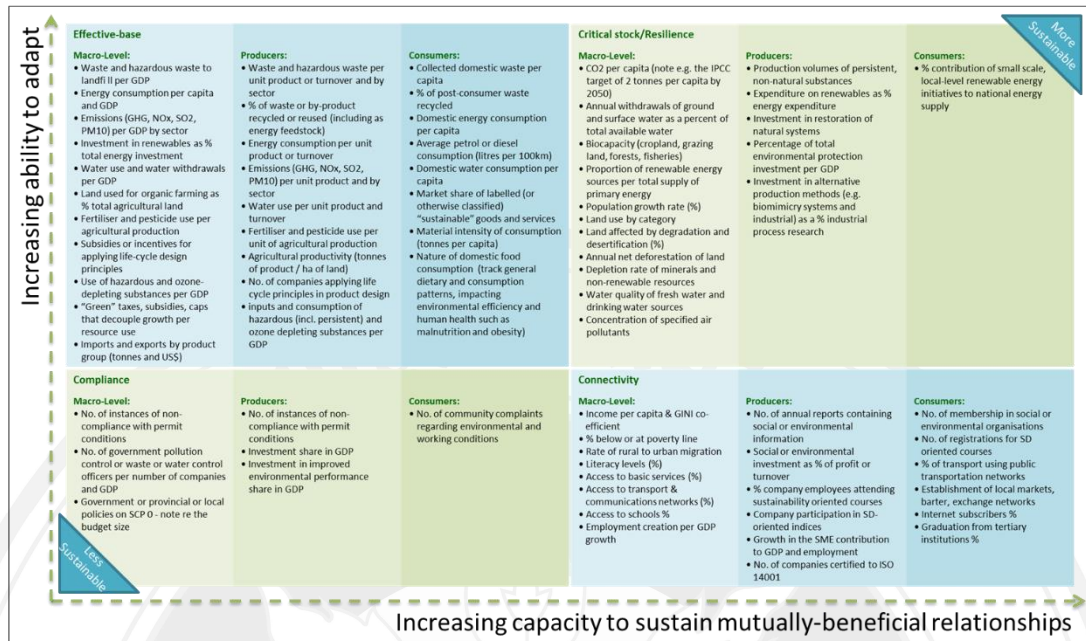 Increasing ability to adapt
Effective-base
Macro-Level:
• Waste and hazardous waste to
landfi ll per GDP
• Energy consumption per capita
and GDP
• Emissions (GHG, NOx, SO2,
PM10) per GDP by sector
• Investment in renewables as %
total energy investment
• Water use and water withdrawals
per GDP
• Land used for organic farming as
% total agricultural land
• Fertiliser and pesticide use per
agricultural production
• Subsidies or incentives for
applying life-cycle design
principles
• Use of hazardous and ozone-
depleting substances per GDP
• "Green" taxes, subsidies, caps
that decouple growth per
resource use
• Imports and exports by product
group (tonnes and US$)
Producers:
• Waste and hazardous waste per
unit product or turnover and by
sector
• % of waste or by-product
recycled or reused (including as
energy feedstock)
• Energy consumption per unit
product or turnover
• Emissions (GHG, NOx, SO2,
PM10) per unit product and by
sector
• Water use per unit product and
turnover
• Fertiliser and pesticide use per
unit of agricultural production
• Agricultural productivity (tonnes
of product / ha of land)
• No. of companies applying life
cycle principles in product design
• inputs and consumption of
hazardous (incl. persistent) and
ozone depleting substances per
GDP
Consumers:
• Collected domestic waste per
capita
• % of post-consumer waste
recycled
• Domestic energy consumption
per capita
• Average petrol or diesel
consumption (litres per 100km)
• Domestic water consumption per
capita
• Market share of labelled (or
otherwise classified)
"sustainable" goods and services
• Material intensity of consumption
(tonnes per capita)
• Nature of domestic food
consumption (track general
dietary and consumption
patterns, impacting
environmental efficiency and
human health such as
malnutrition and obesity)
Critical stock/Resilience
Macro-Level:
• CO2 per capita (note e.g. the IPCC
target of 2 tonnes per capita by
2050)
• Annual withdrawals of ground
and surface water as a percent of
total available water
• Biocapacity (cropland, grazing
land, forests, fisheries)
• Proportion of renewable energy
sources per total supply of
primary energy
• Population growth rate (%)
• Land use by category
• Land affected by degradation and
desertification (%)
• Annual net deforestation of land
• Depletion rate of minerals and
non-renewable resources
• Water quality of fresh water and
drinking water sources
• Concentration of specified air
pollutants
Producers:
• Production volumes of persistent,
non-natural substances
• Expenditure on renewables as %
energy expenditure
• Investment in restoration of
natural systems
• Percentage of total
environmental protection
investment per GDP
• Investment in alternative
production methods (e.g.
biomimicry systems and
industrial) as a % industrial
process research
Consumers:
• % contribution of small scale,
local-level renewable energy
initiatives to national energy
supply
More
Sustainable
Compliance
Macro-Level:
• No. of instances of non-
compliance with permit
conditions
• No. of government pollution
control or waste or water control
officers per number of companies
and GDP
• Government or provincial or local
policies on SCP 0 - note re the
budget size
Producers:
• No. of instances of non-
compliance with permit
conditions
• Investment share in GDP
• Investment in improved
environmental performance
share in GDP
Consumers:
• No. of community complaints
regarding environmental and
working conditions
Connectivity
Macro-Level:
• Income per capita & GINI co-
efficient
• % below or at poverty line
• Rate of rural to urban migration
• Literacy levels (%)
• Access to basic services (%)
• Access to transport &
communications networks (%)
• Access to schools %
• Employment creation per GDP
growth
Producers:
• No. of annual reports containing
social or environmental
information
• Social or environmental
investment as % of profit or
turnover
• % company employees attending
sustainability oriented courses
• Company participation in SD-
oriented indices
• Growth in the SME contribution
to GDP and employment
• No. of companies certified to ISO
14001
Consumers:
• No. of membership in social or
environmental organisations
• No. of registrations for SD
oriented courses
• % of transport using public
transportation networks
• Establishment of local markets,
barter, exchange networks
• Internet subscribers %
• Graduation from tertiary
institutions %
Less
Sustainable
Increasing capacity to sustain mutually-beneficial relationships